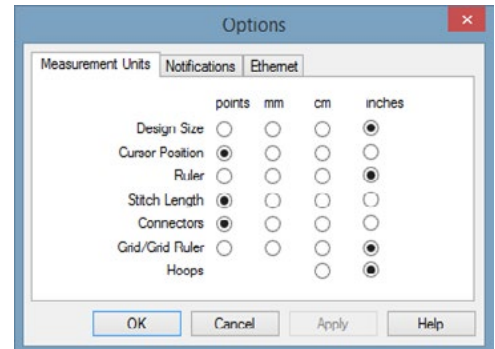 Options
Measurement Units Notifications Ethernet
points mm cm inches
Design Size
Cursor Position
Ruler
Stitch Length
Connectors
Grid/Grid Ruler
Hoops
OK Cancel Apply Help